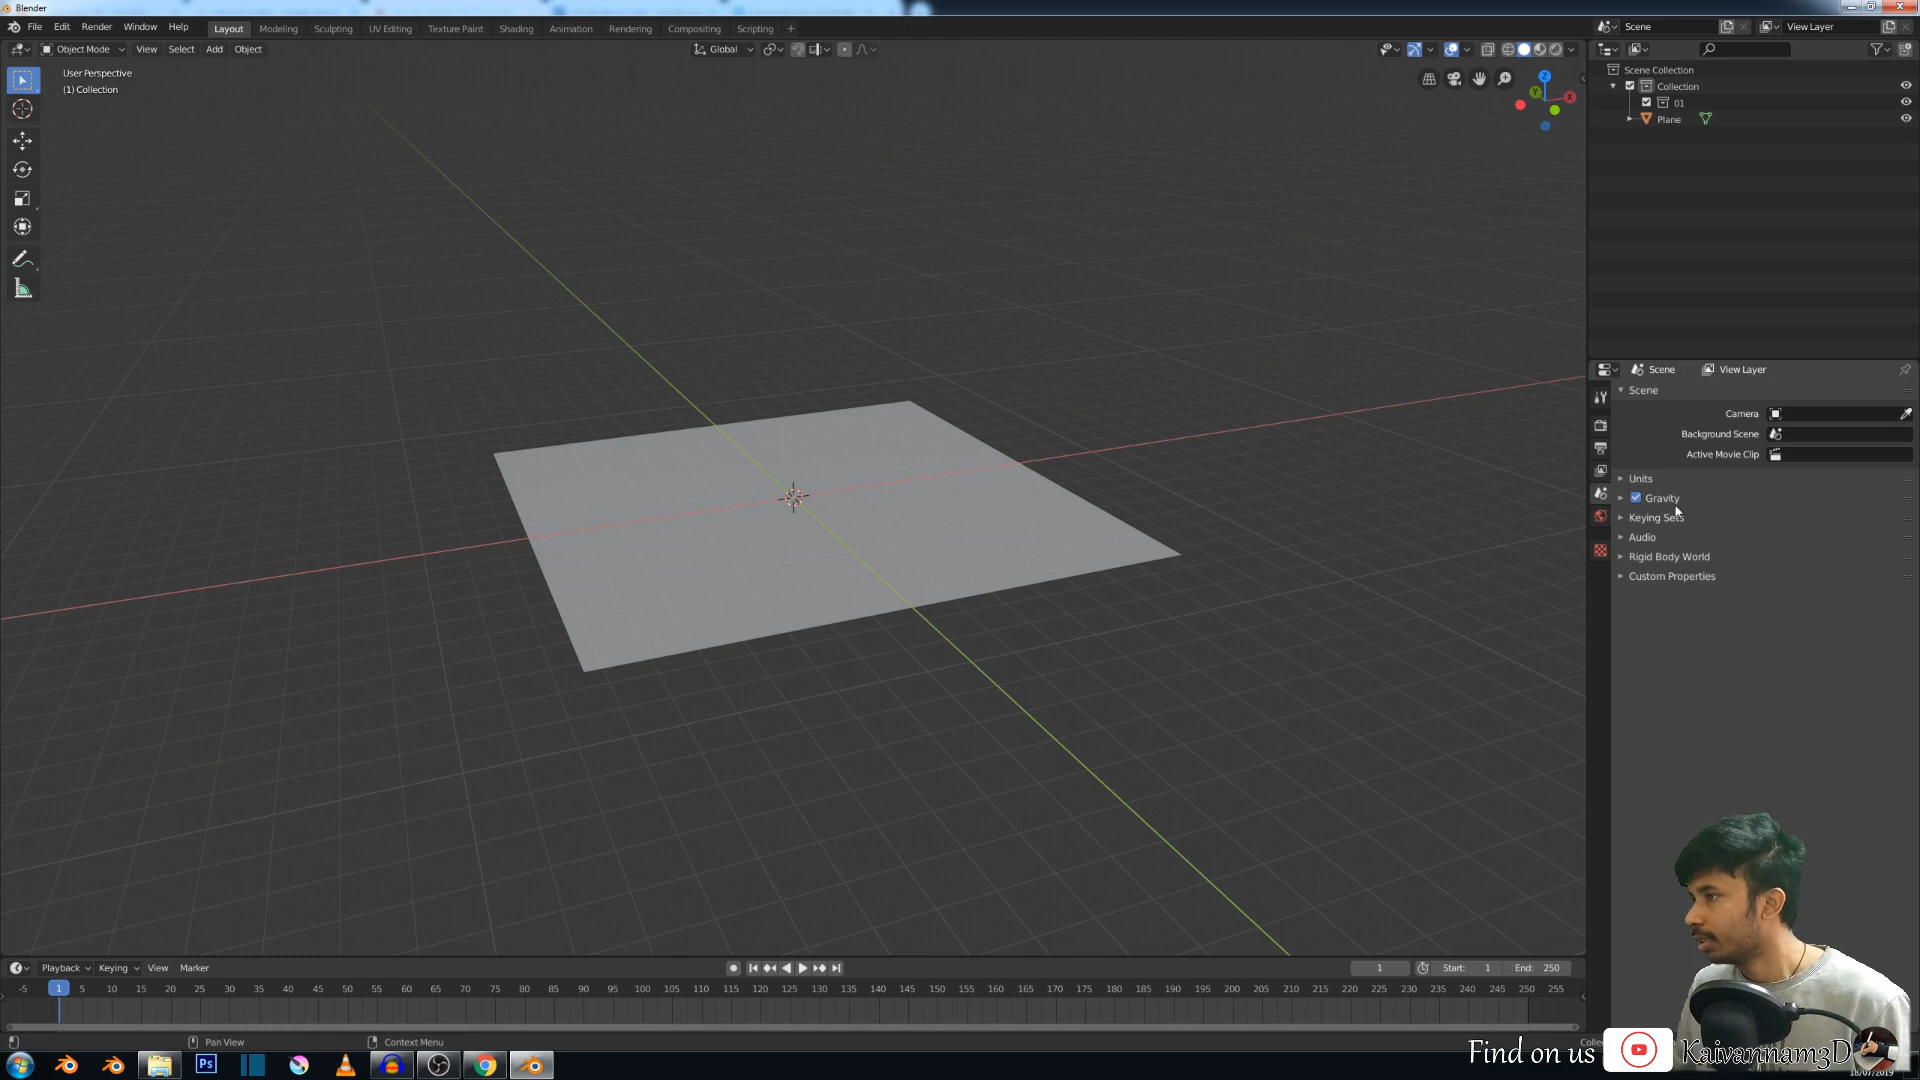 Blender
File Edit Render Window Help Layout Modeling Sculpting UV Editing Texture Paint Shading Animation Rendering Compositing Scripting + Scene View Layer
Object Mode View Select Add Object Global
User Perspective
(1) Collection
Z
Y
X
Scene Collection
Collection
01
Plane
Scene View Layer
Scene
Camera
Background Scene
Active Movie Clip
Units
Gravity
Keying Sets
Audio
Rigid Body World
Custom Properties
Playback Keying View Marker 1 Start: 1 End: 250
-5 1 5 10 15 20 25 30 35 40 45 50 55 60 65 70 75 80 85 90 95 100 105 110 115 120 125 130 135 140 145 150 155 160 165 170 175 180 185 190 195 200 205 210 215 220 225 230 235 240 245 250 255
Pan View Context Menu
Ps
Find on us Kaivannam3D
18/07/2019